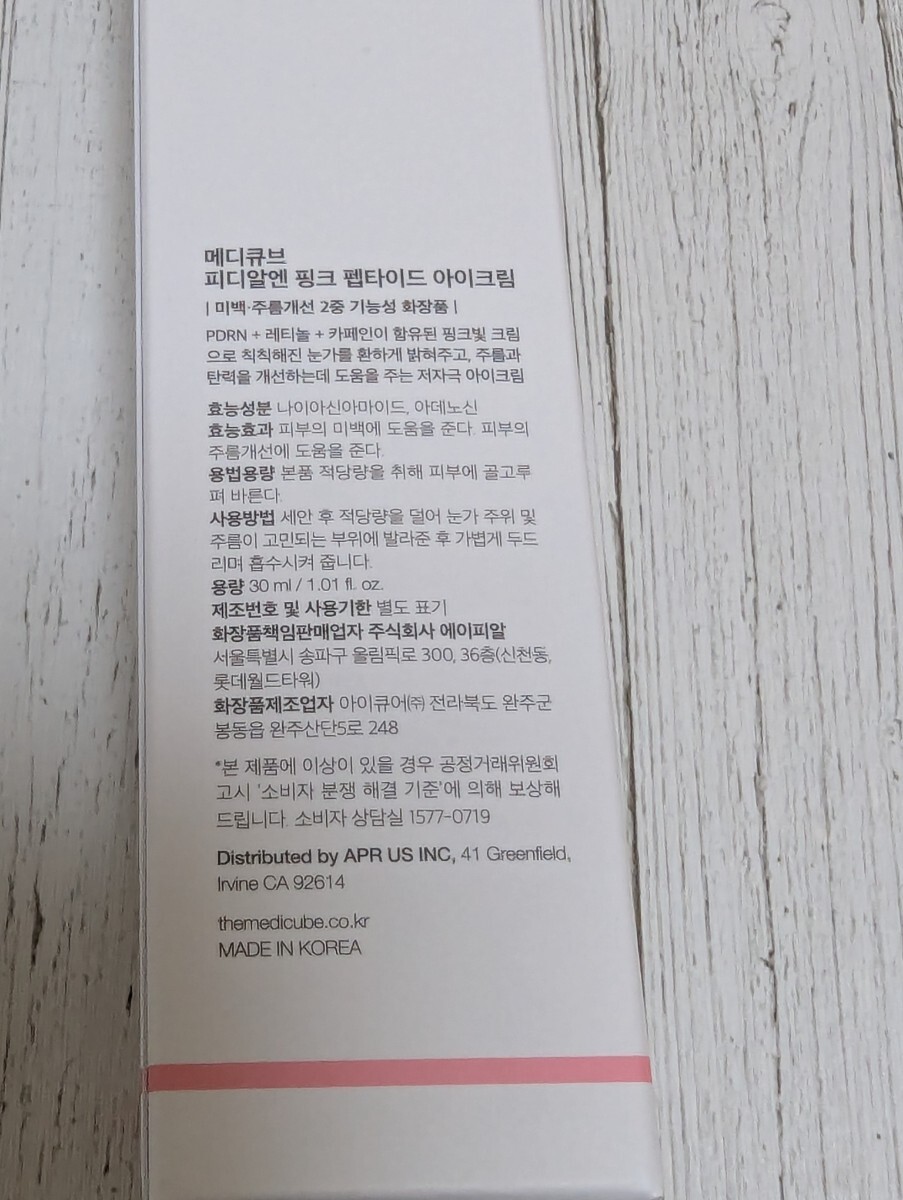 메디큐브
피디알엔 핑크 펩타이드 아이크림
| 미백·주름개선 2중 기능성 화장품 |
PDRN + 레티놀 + 카페인이 함유된 핑크빛 크림
으로 칙칙해진 눈가를 환하게 밝혀주고, 주름과
탄력을 개선하는데 도움을 주는 저자극 아이크림
효능성분 나이아신아마이드, 아데노신
효능효과 피부의 미백에 도움을 준다. 피부의
주름개선에 도움을 준다.
용법용량 본품 적당량을 취해 피부에 골고루
펴 바른다.
사용방법 세안 후 적당량을 덜어 눈가 주위 및
주름이 고민되는 부위에 발라준 후 가볍게 두드
리며 흡수시켜 줍니다.
용량 30 ml / 1.01 fl. oz.
제조번호 및 사용기한 별도 표기
화장품책임판매업자 주식회사 에이피알
서울특별시 송파구 올림픽로 300, 36층(신천동,
롯데월드타워)
화장품제조업자 아이큐어㈜ 전라북도 완주군
봉동읍 완주산단5로 248
*본 제품에 이상이 있을 경우 공정거래위원회
고시 '소비자 분쟁 해결 기준'에 의해 보상해
드립니다. 소비자 상담실 1577-0719
Distributed by APR US INC, 41 Greenfield,
Irvine CA 92614
themedicube.co.kr
MADE IN KOREA